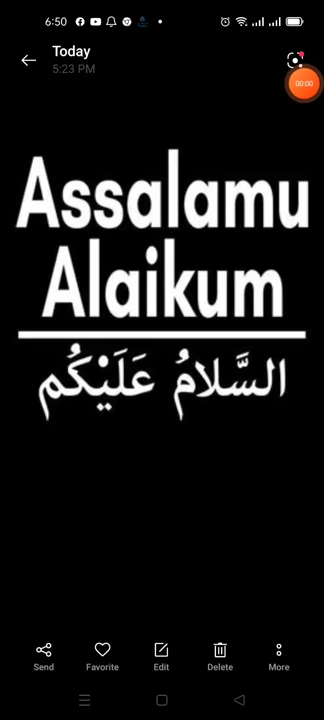 6:50
Today
5:23 PM
00:00
Assalamu
Alaikum
السَّلَامُ عَلَيْكُم
Send Favorite Edit Delete More